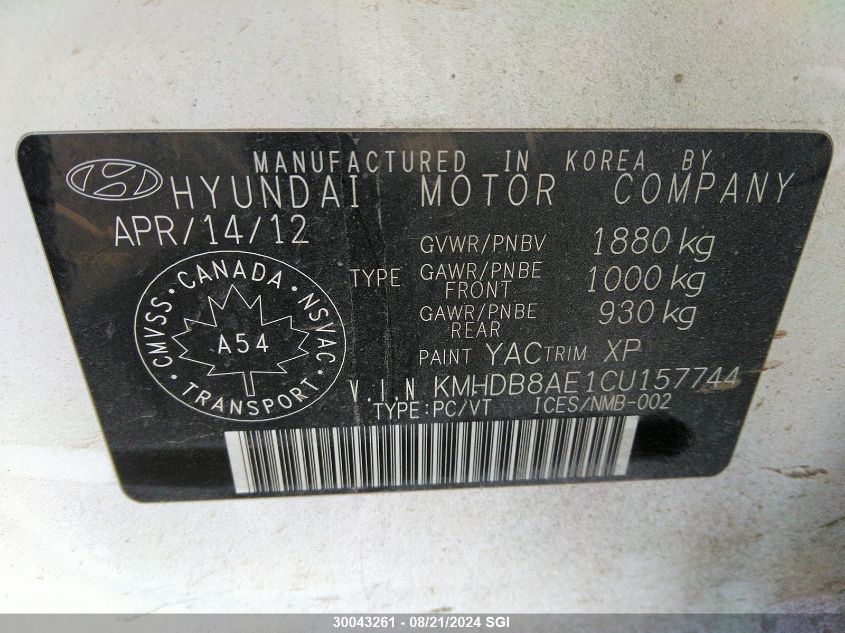 MANUFACTURED IN KOREA BY
HYUNDAI MOTOR COMPANY
APR/14/12
GVWR/PNBV 1880 kg
TYPE GAWR/PNBE FRONT 1000 kg
GAWR/PNBE REAR 930 kg
CANADA • NSVAC • TRANSPORT • CMVSS •
A54
PAINT YAC TRIM XP
V.I.N KMHDB8AE1CU157744
TYPE:PC/VT ICES/NMB-002
30043261 - 08/21/2024 SGI